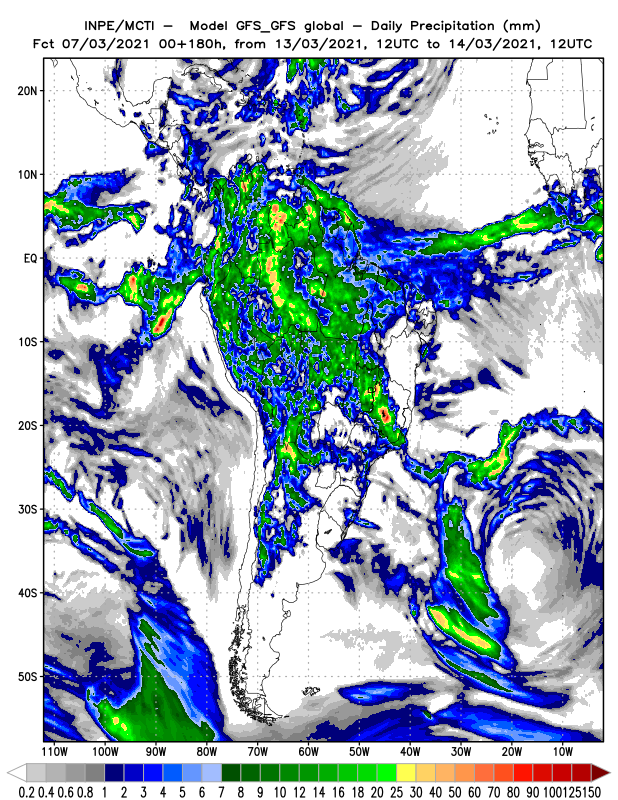 INPE/MCTI – Model GFS_GFS global – Daily Precipitation (mm)
Fct 07/03/2021 00+180h, from 13/03/2021, 12UTC to 14/03/2021, 12UTC
20N
10N
EQ
10S
20S
30S
40S
50S
110W 100W 90W 80W 70W 60W 50W 40W 30W 20W 10W
0.2 0.4 0.6 0.8 1 2 3 4 5 6 7 8 9 10 12 14 16 18 20 25 30 40 50 60 70 80 90 100 125 150